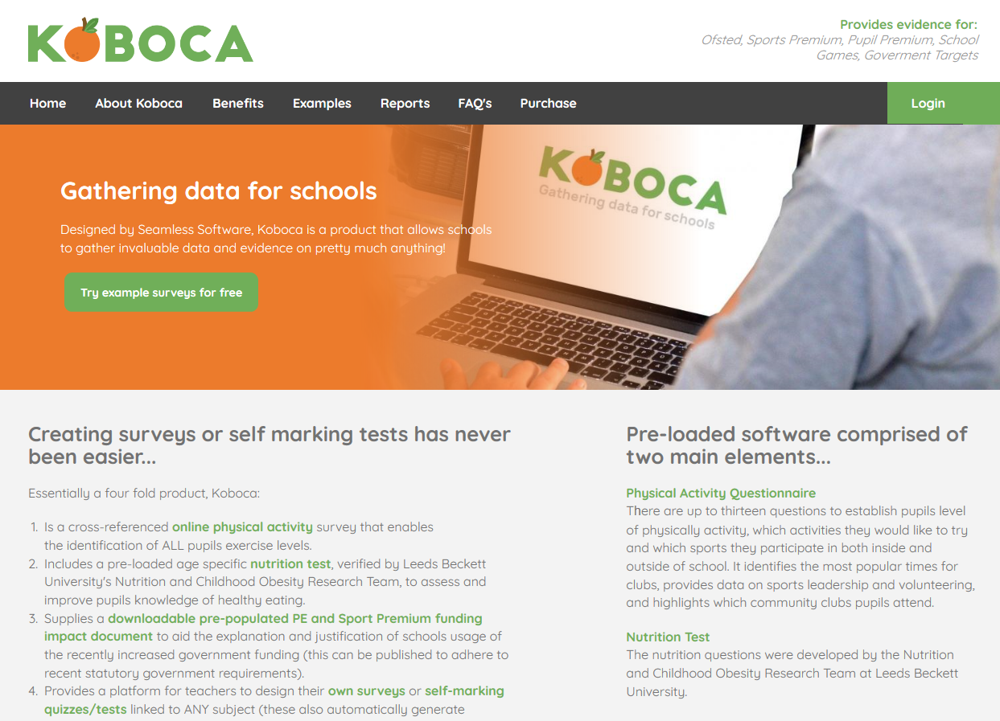 KOBOCA
Provides evidence for:
Ofsted, Sports Premium, Pupil Premium, School
Games, Goverment Targets
Home About Koboca Benefits Examples Reports FAQ's Purchase Login
KOBOCA
Gathering data for schools
Gathering data for schools
Designed by Seamless Software, Koboca is a product that allows schools
to gather invaluable data and evidence on pretty much anything!
Try example surveys for free
Creating surveys or self marking tests has never
been easier...
Essentially a four fold product, Koboca:
1. Is a cross-referenced online physical activity survey that enables
the identification of ALL pupils exercise levels.
2. Includes a pre-loaded age specific nutrition test, verified by Leeds Beckett
University's Nutrition and Childhood Obesity Research Team, to assess and
improve pupils knowledge of healthy eating.
3. Supplies a downloadable pre-populated PE and Sport Premium funding
impact document to aid the explanation and justification of schools usage of
the recently increased government funding (this can be published to adhere to
recent statutory government requirements).
4. Provides a platform for teachers to design their own surveys or self-marking
quizzes/tests linked to ANY subject (these also automatically generate
Pre-loaded software comprised of
two main elements...
Physical Activity Questionnaire
There are up to thirteen questions to establish pupils level
of physically activity, which activities they would like to try
and which sports they participate in both inside and
outside of school. It identifies the most popular times for
clubs, provides data on sports leadership and volunteering,
and highlights which community clubs pupils attend.
Nutrition Test
The nutrition questions were developed by the Nutrition
and Childhood Obesity Research Team at Leeds Beckett
University.